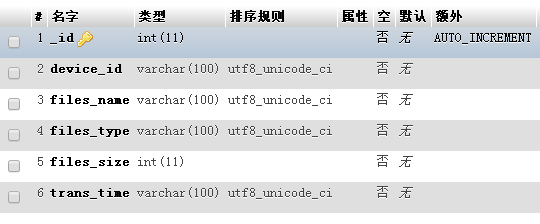 # 名字 类型 排序规则 属性 空 默认 额外
1 _id int(11) 否 无 AUTO_INCREMENT
2 device_id varchar(100) utf8_unicode_ci 否 无
3 files_name varchar(100) utf8_unicode_ci 否 无
4 files_type varchar(100) utf8_unicode_ci 否 无
5 files_size int(11) 否 无
6 trans_time varchar(100) utf8_unicode_ci 否 无